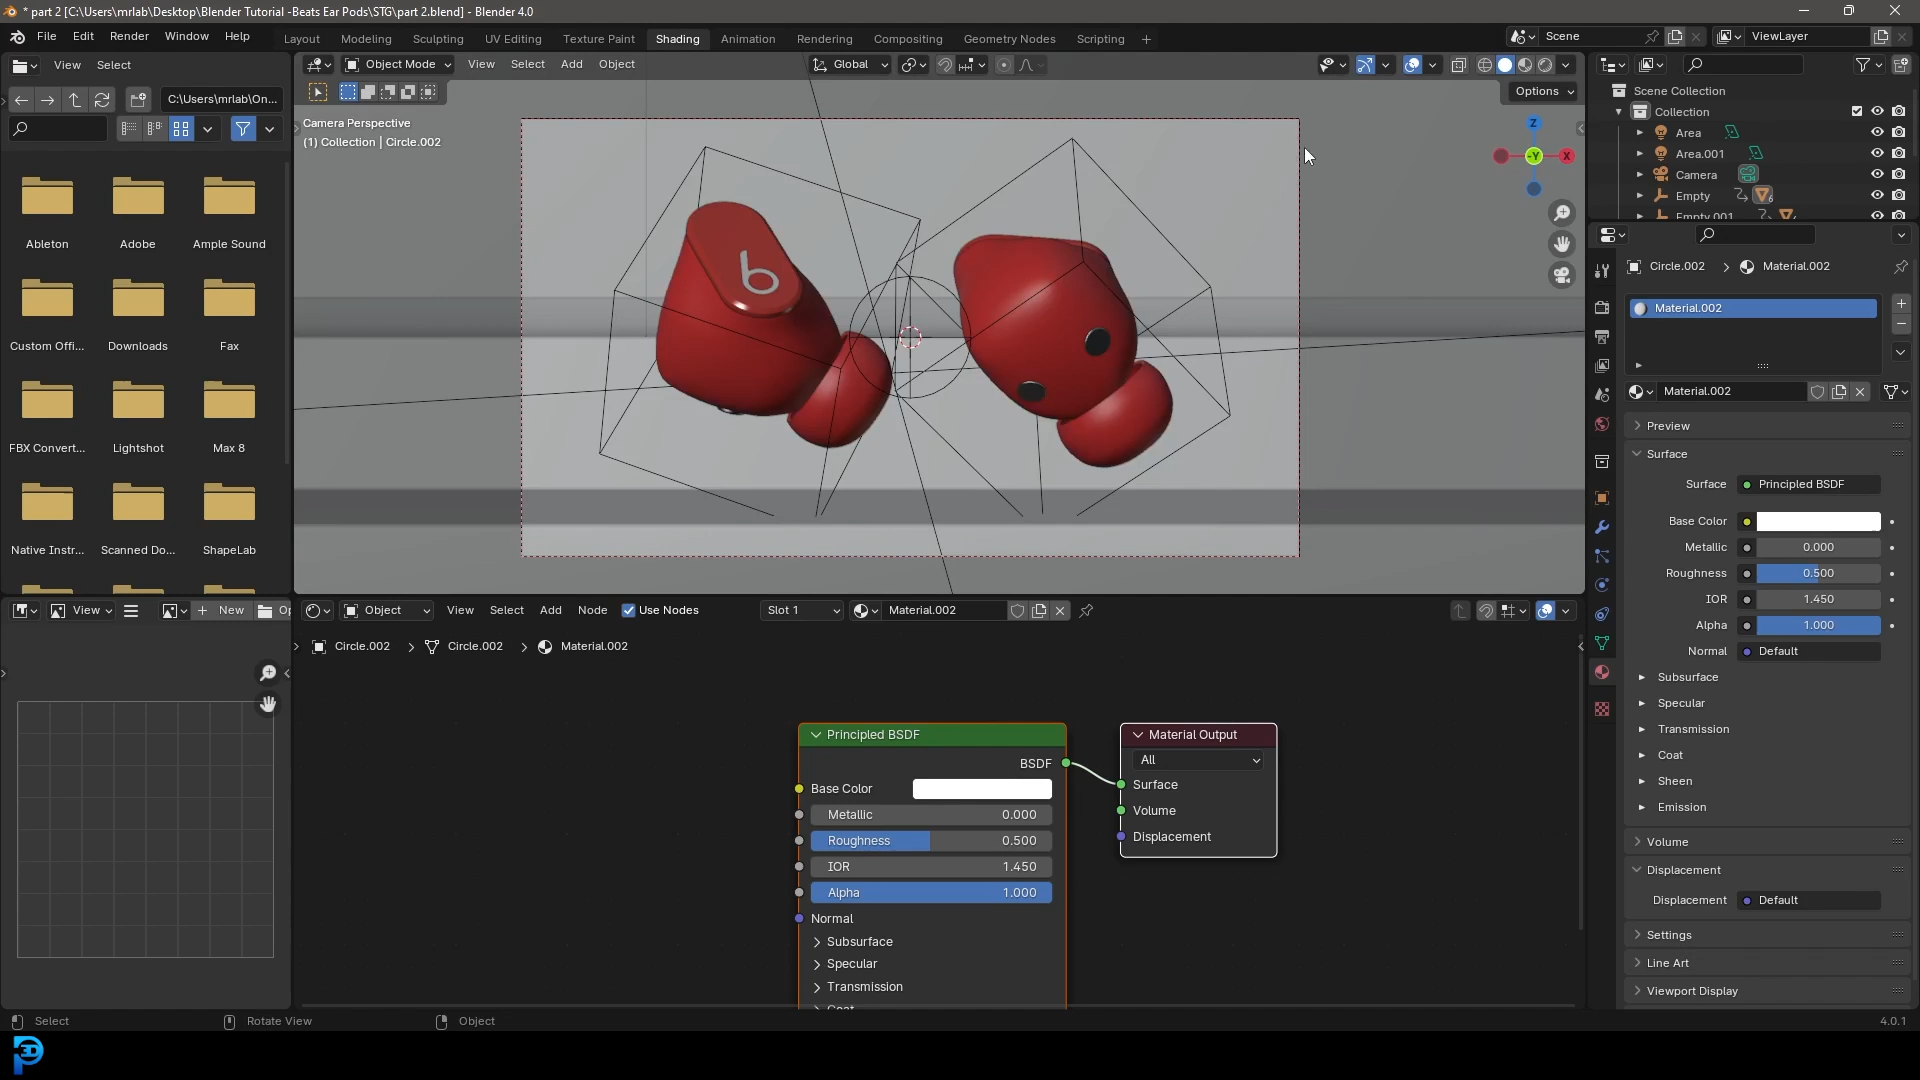 * part 2 [C:\Users\mrlab\Desktop\Blender Tutorial -Beats Ear Pods\STG\part 2.blend] - Blender 4.0
File Edit Render Window Help
Layout Modeling Sculpting UV Editing Texture Paint Shading Animation Rendering Compositing Geometry Nodes Scripting +
Scene
ViewLayer
View Select
C:\Users\mrlab\On...
Ableton Adobe Ample Sound
Custom Offi... Downloads Fax
FBX Convert... Lightshot Max 8
Native Instr... Scanned Do... ShapeLab
Object Mode View Select Add Object
Global
Options
Camera Perspective
(1) Collection | Circle.002
Z
-Y
X
b
Scene Collection
Collection
Area
Area.001
Camera
Empty
6
Empty.001
Circle.002 > Material.002
Material.002
Material.002
Preview
Surface
Surface Principled BSDF
Base Color
Metallic 0.000
Roughness 0.500
IOR 1.450
Alpha 1.000
Normal Default
Subsurface
Specular
Transmission
Coat
Sheen
Emission
Volume
Displacement
Displacement Default
Settings
Line Art
Viewport Display
View
+ New
Op
Object View Select Add Node Use Nodes
Slot 1
Material.002
Circle.002 > Circle.002 > Material.002
Principled BSDF
BSDF
Base Color
Metallic 0.000
Roughness 0.500
IOR 1.450
Alpha 1.000
Normal
Subsurface
Specular
Transmission
Coat
Material Output
All
Surface
Volume
Displacement
Select Rotate View Object
4.0.1
3D